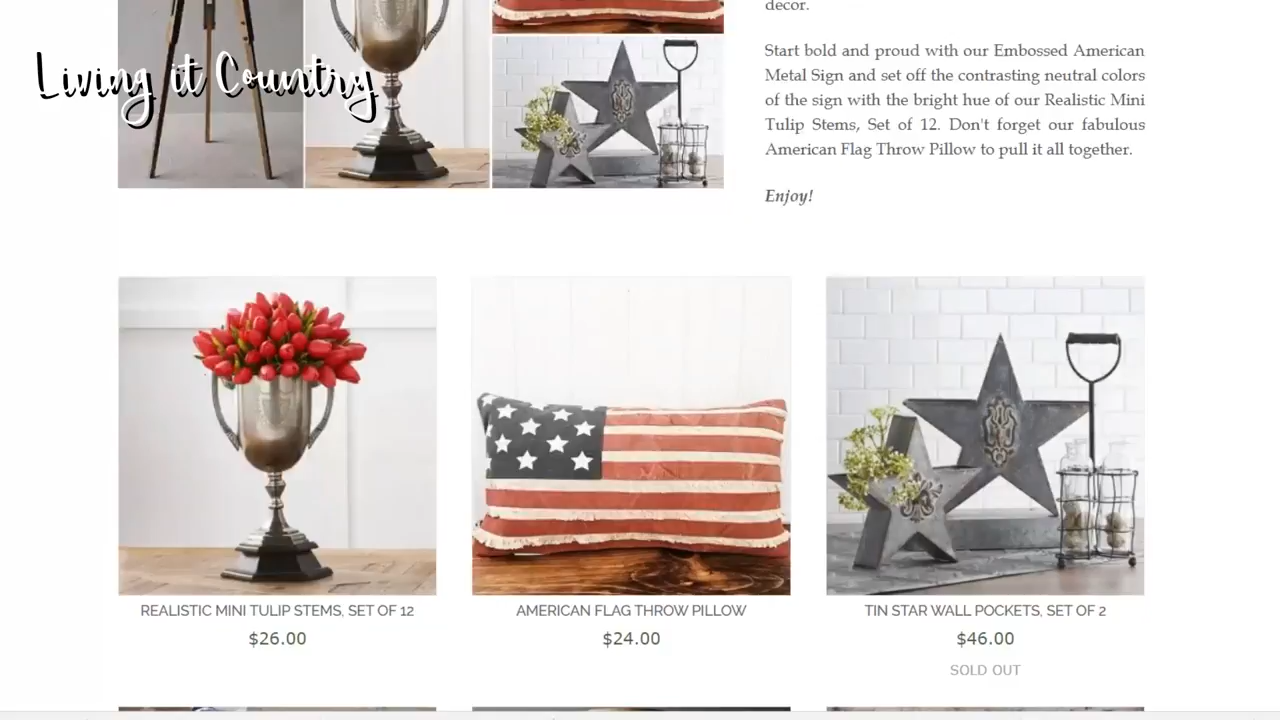 decor.
Living it Country
Start bold and proud with our Embossed American
Metal Sign and set off the contrasting neutral colors
of the sign with the bright hue of our Realistic Mini
Tulip Stems, Set of 12. Don't forget our fabulous
American Flag Throw Pillow to pull it all together.
Enjoy!
REALISTIC MINI TULIP STEMS, SET OF 12
$26.00
AMERICAN FLAG THROW PILLOW
$24.00
TIN STAR WALL POCKETS, SET OF 2
$46.00
SOLD OUT